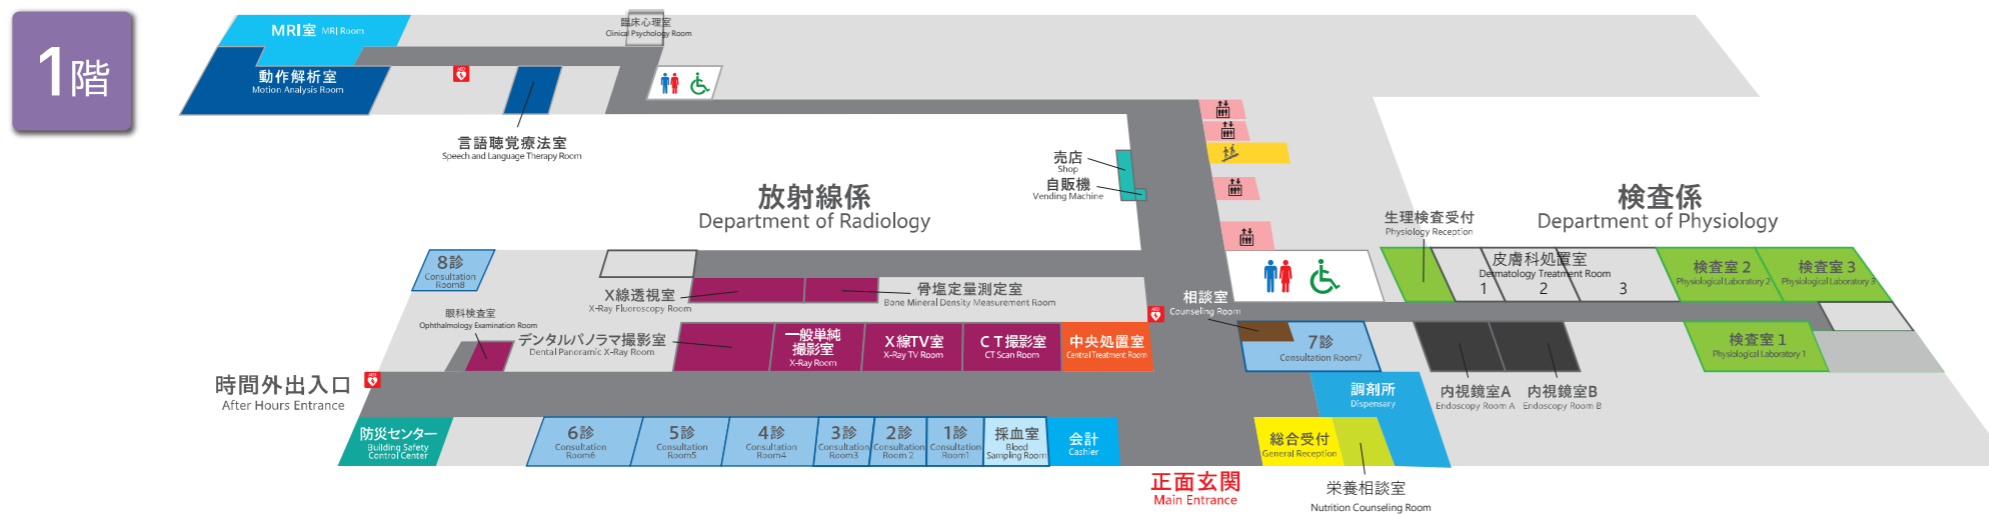 1階
MRI室 MRI Room
臨床心理室
Clinical Psychology Room
動作解析室
Motion Analysis Room
AED
言語聴覚療法室
Speech and Language Therapy Room
売店
Shop
自販機
Vending Machine
放射線係
Department of Radiology
検査係
Department of Physiology
生理検査受付
Physiology Reception
8診
Consultation
Room8
X線透視室
X-Ray Fluoroscopy Room
骨塩定量測定室
Bone Mineral Density Measurement Room
皮膚科処置室
Dermatology Treatment Room
1
2
3
検査室 2
Physiological Laboratory 2
検査室 3
Physiological Laboratory 3
相談室
Counseling Room
AED
眼科検査室
Ophthalmology Examination Room
デンタルパノラマ撮影室
Dental Panoramic X-Ray Room
一般単純
撮影室
X-Ray Room
X線TV室
X-Ray TV Room
CT撮影室
CT Scan Room
中央処置室
Central Treatment Room
7診
Consultation Room7
検査室 1
Physiological Laboratory 1
時間外出入口
After Hours Entrance
AED
調剤所
Dispensary
内視鏡室A
Endoscopy Room A
内視鏡室B
Endoscopy Room B
防災センター
Building Safety
Control Center
6診
Consultation
Room6
5診
Consultation
Room5
4診
Consultation
Room4
3診
Consultation
Room3
2診
Consultation
Room 2
1診
Consultation
Room1
採血室
Blood
Sampling Room
会計
Cashier
総合受付
General Reception
正面玄関
Main Entrance
栄養相談室
Nutrition Counseling Room